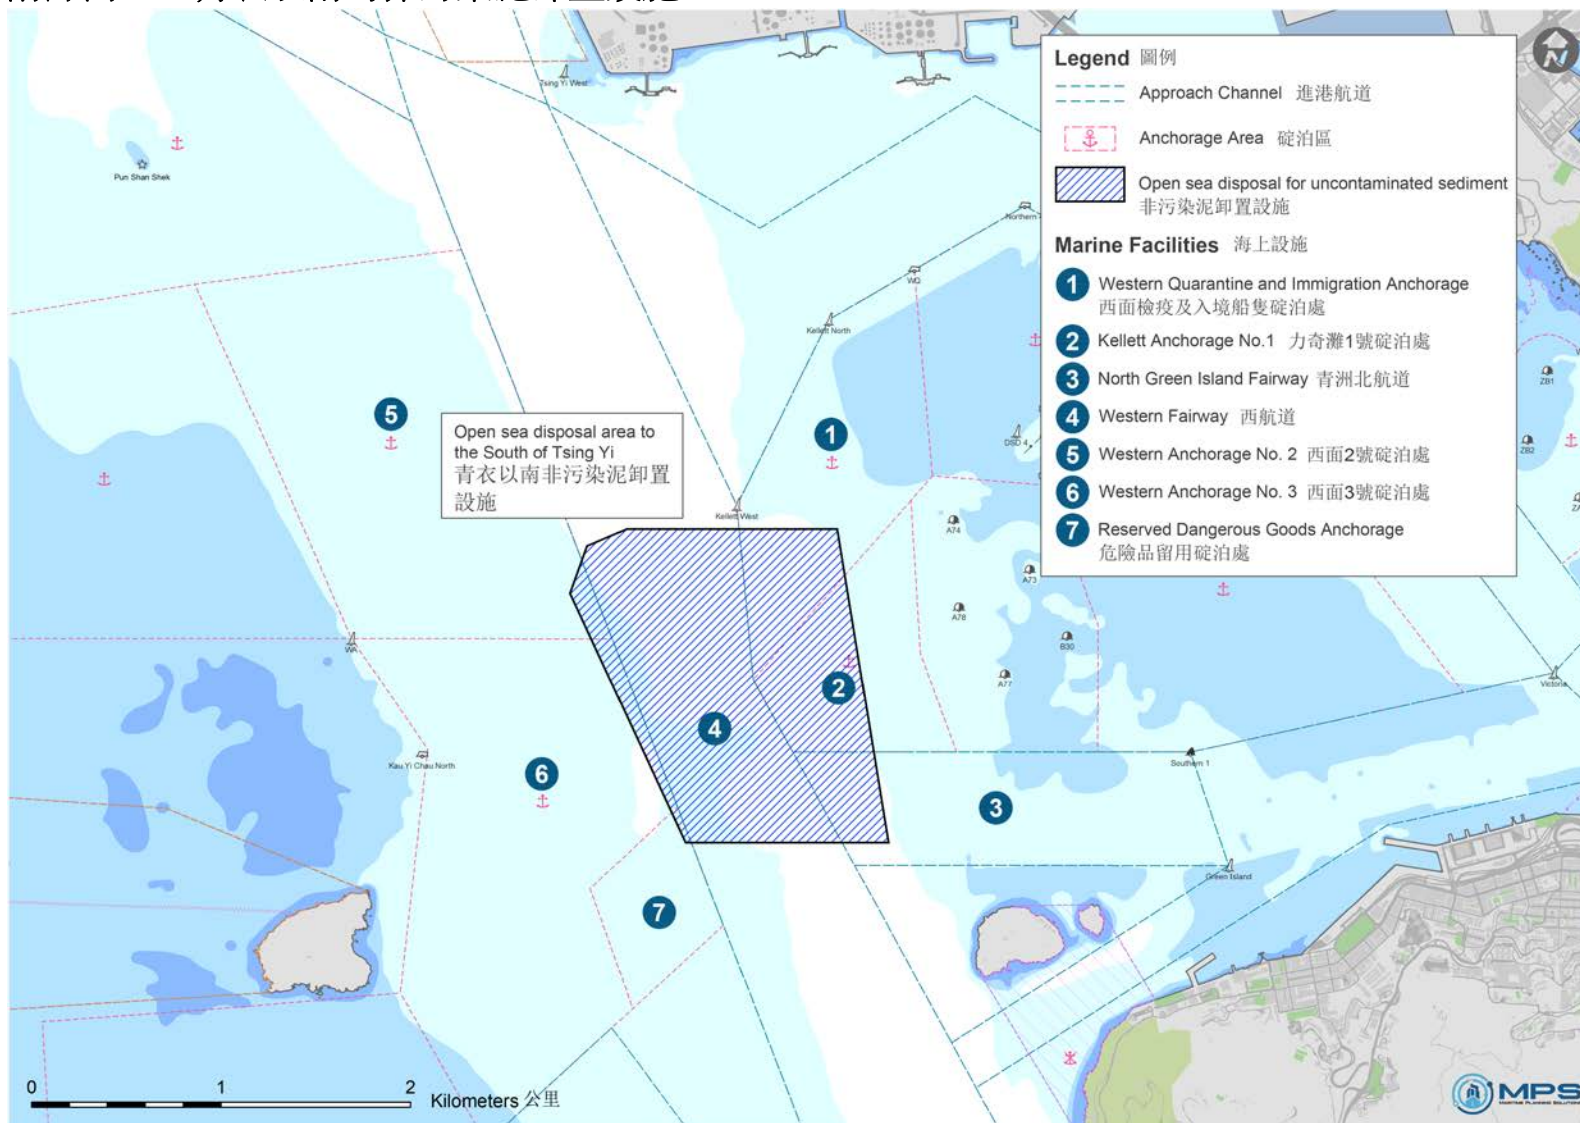 Legend 圖例
Approach Channel 進港航道
Anchorage Area 碇泊區
Open sea disposal for uncontaminated sediment
非污染泥卸置設施
Marine Facilities 海上設施
1 Western Quarantine and Immigration Anchorage
西面檢疫及入境船隻碇泊處
2 Kellett Anchorage No.1 力奇灘1號碇泊處
3 North Green Island Fairway 青洲北航道
4 Western Fairway 西航道
5 Western Anchorage No. 2 西面2號碇泊處
6 Western Anchorage No. 3 西面3號碇泊處
7 Reserved Dangerous Goods Anchorage
危險品留用碇泊處
N
Tsing Yi West
Pun Shan Shek
Northern
WQ
Kellett North
5
1
Open sea disposal area to
the South of Tsing Yi
青衣以南非污染泥卸置
設施
DSD 4
ZB1
ZB2
Kellett West
A74
A73
A78
B30
A77
WA
2
4
Victoria
Kau Yi Chau North
6
Southern 1
3
Green Island
7
0 1 2
Kilometers 公里
MPS
MARITIME PLANNING SOLUTIONS